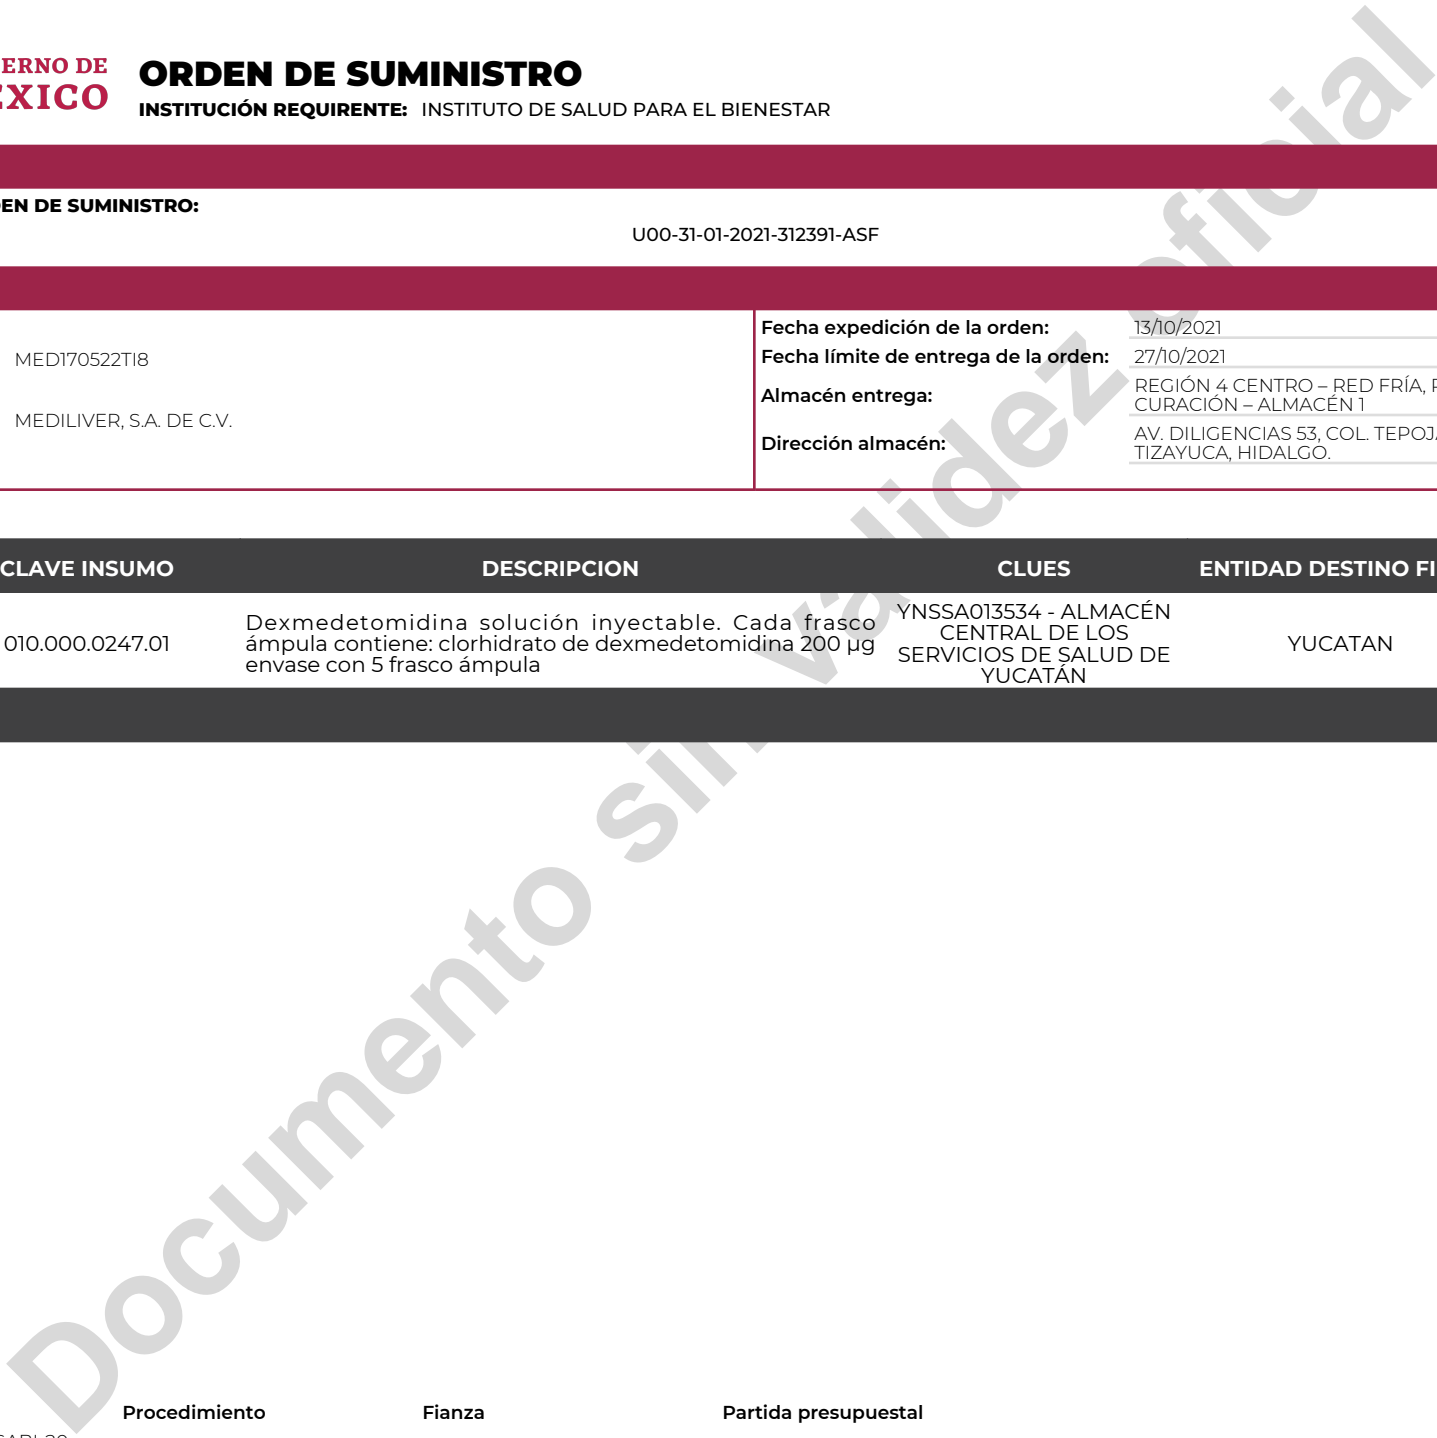 ERNO DE
EXICO
ORDEN DE SUMINISTRO
INSTITUCIÓN REQUIRENTE: INSTITUTO DE SALUD PARA EL BIENESTAR
EN DE SUMINISTRO:
U00-31-01-2021-312391-ASF
MED170522TI8
MEDILIVER, S.A. DE C.V.
Fecha expedición de la orden: 13/10/2021
Fecha límite de entrega de la orden: 27/10/2021
Almacén entrega: REGIÓN 4 CENTRO – RED FRÍA,
CURACIÓN – ALMACÉN 1
Dirección almacén: AV. DILIGENCIAS 53, COL. TEPOJA
TIZAYUCA, HIDALGO.
CLAVE INSUMO DESCRIPCION CLUES ENTIDAD DESTINO FI
010.000.0247.01
Dexmedetomidina solución inyectable. Cada frasco
ámpula contiene: clorhidrato de dexmedetomidina 200 µg
envase con 5 frasco ámpula
YNSSA013534 - ALMACÉN
CENTRAL DE LOS
SERVICIOS DE SALUD DE
YUCATÁN
YUCATAN
Documento sin validez oficial
Procedimiento Fianza Partida presupuestal